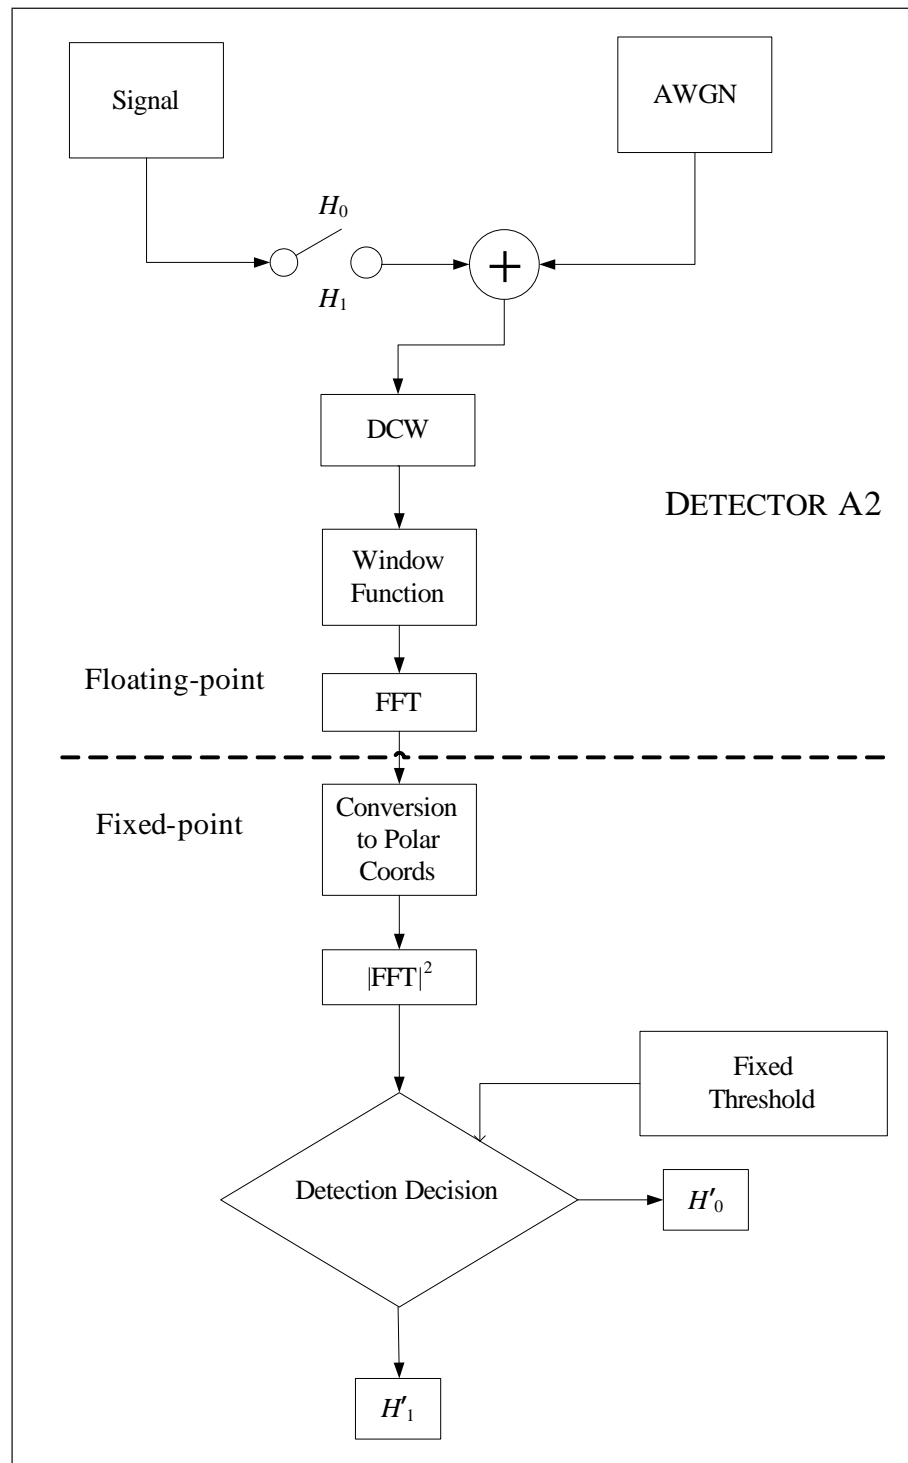 Signal
AWGN
H₀
H₁
+
DCW
DETECTOR A2
Window
Function
Floating-point
FFT
Fixed-point
Conversion
to Polar
Coords
|FFT|²
Fixed
Threshold
Detection Decision
H′₀
H′₁